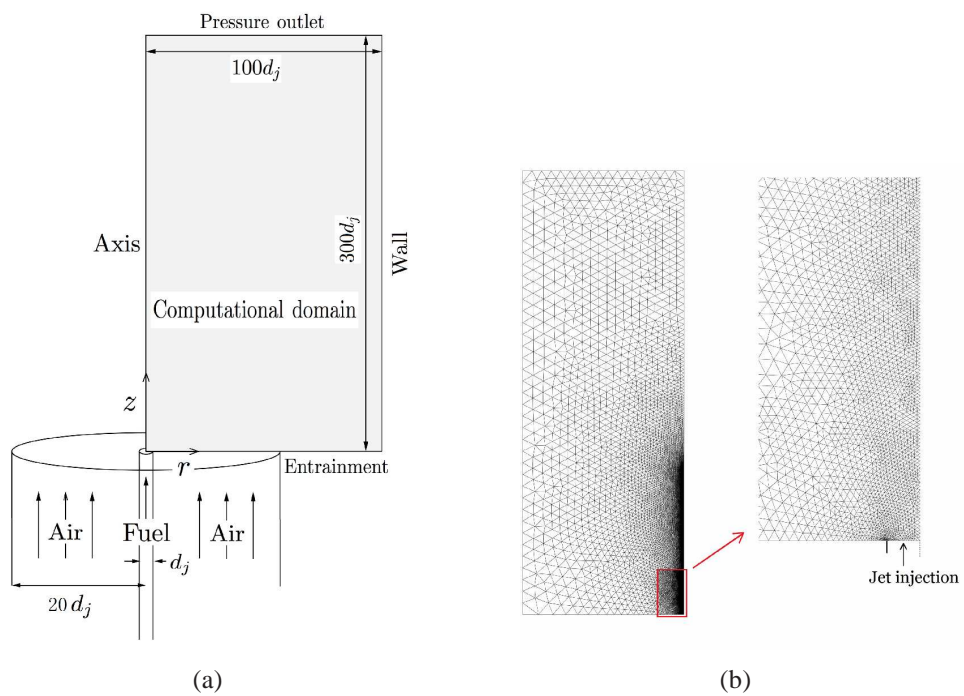 Pressure outlet
100d_j
Axis
300d_j
Wall
Computational domain
z
r
Entrainment
Air
Fuel
Air
d_j
20 d_j
Jet injection
(a)
(b)